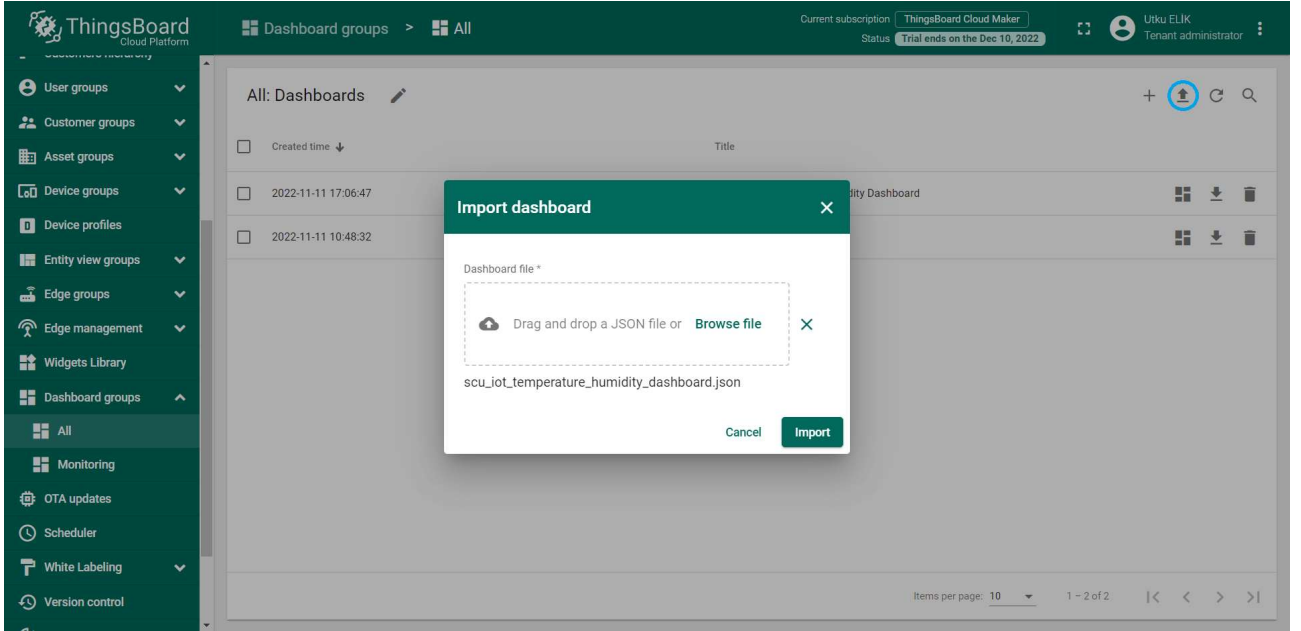 ThingsBoard
Cloud Platform
Dashboard groups > All
Current subscription ThingsBoard Cloud Maker
Status Trial ends on the Dec 10, 2022
Utku ELİK
Tenant administrator
Customers hierarchy
User groups
Customer groups
Asset groups
Device groups
Device profiles
Entity view groups
Edge groups
Edge management
Widgets Library
Dashboard groups
All
Monitoring
OTA updates
Scheduler
White Labeling
Version control
All: Dashboards
Created time Title
2022-11-11 17:06:47 Dashboard
2022-11-11 10:48:32
Import dashboard
Dashboard file *
Drag and drop a JSON file or Browse file
scu_iot_temperature_humidity_dashboard.json
Cancel Import
Items per page: 10 1 – 2 of 2